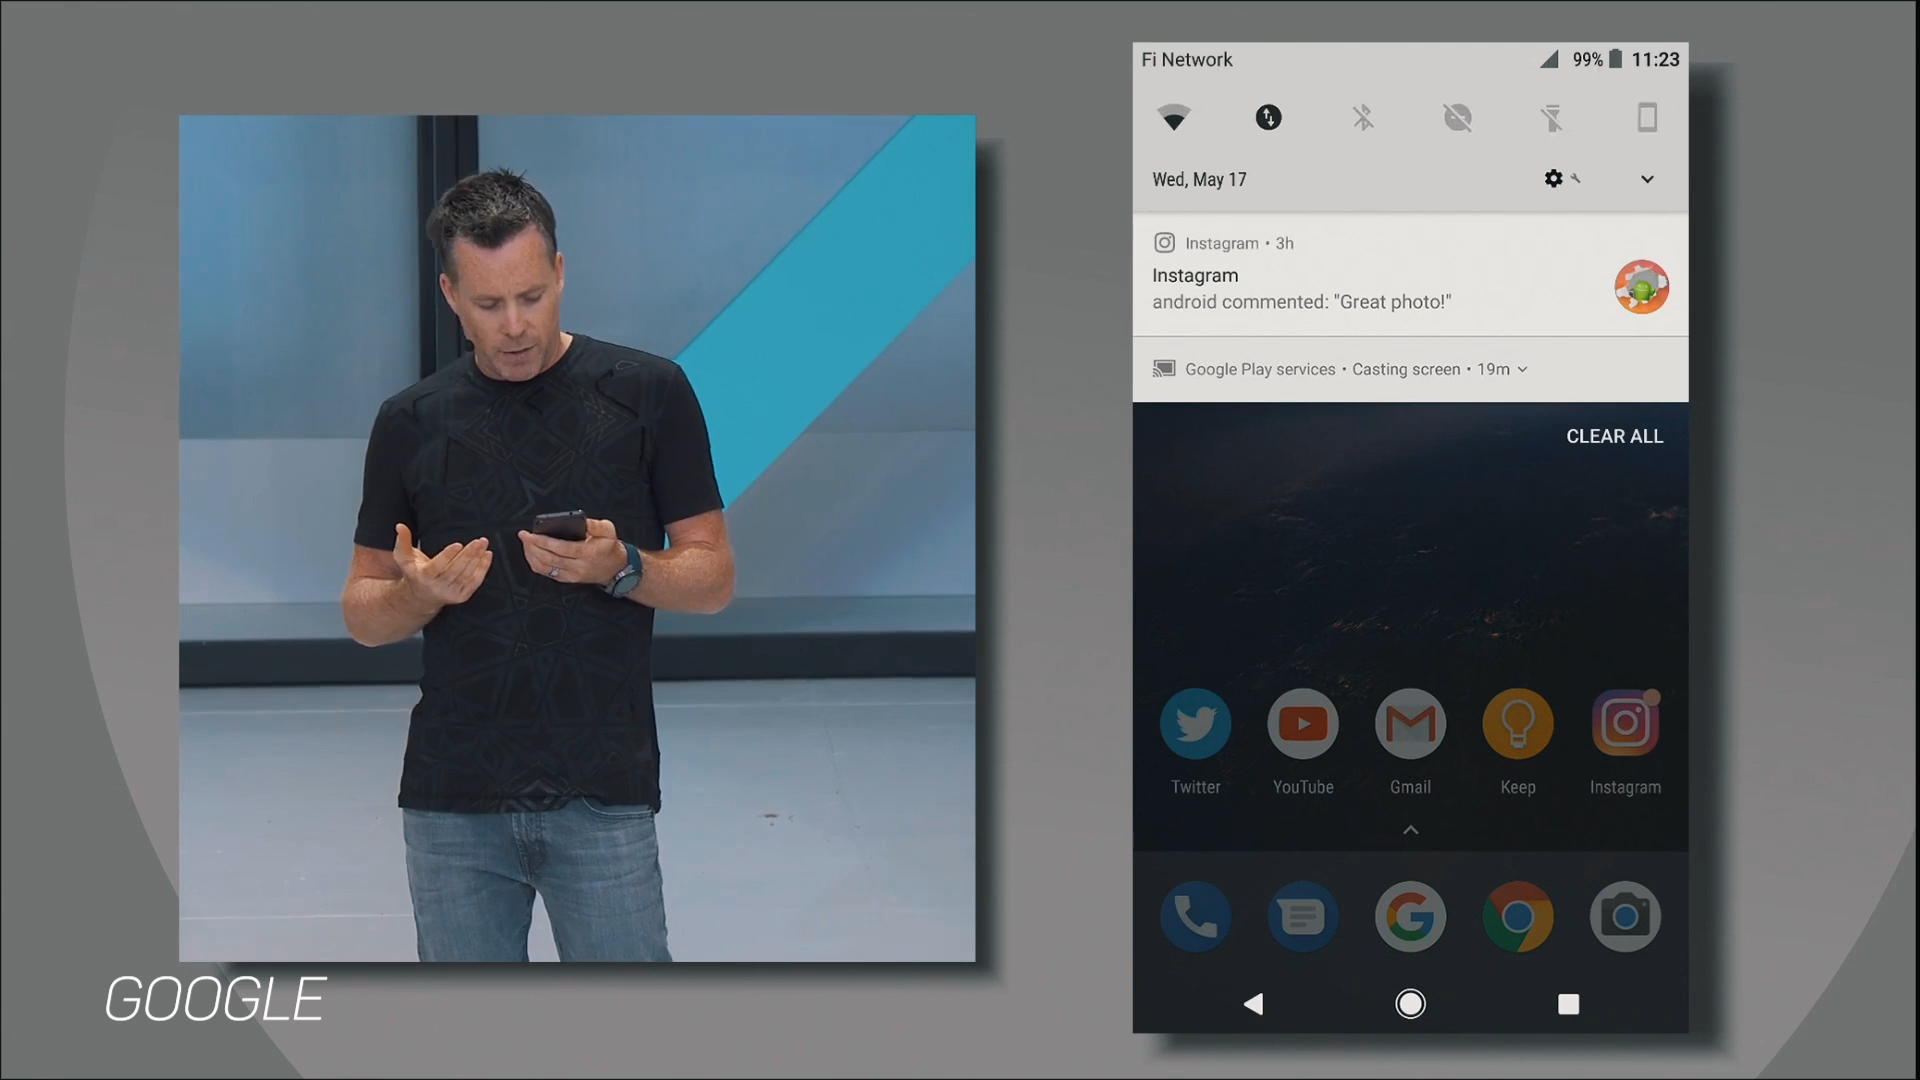 Fi Network 99% 11:23
Wed, May 17
Instagram • 3h
Instagram
android commented: "Great photo!"
Google Play services • Casting screen • 19m
CLEAR ALL
Twitter YouTube Gmail Keep Instagram
GOOGLE